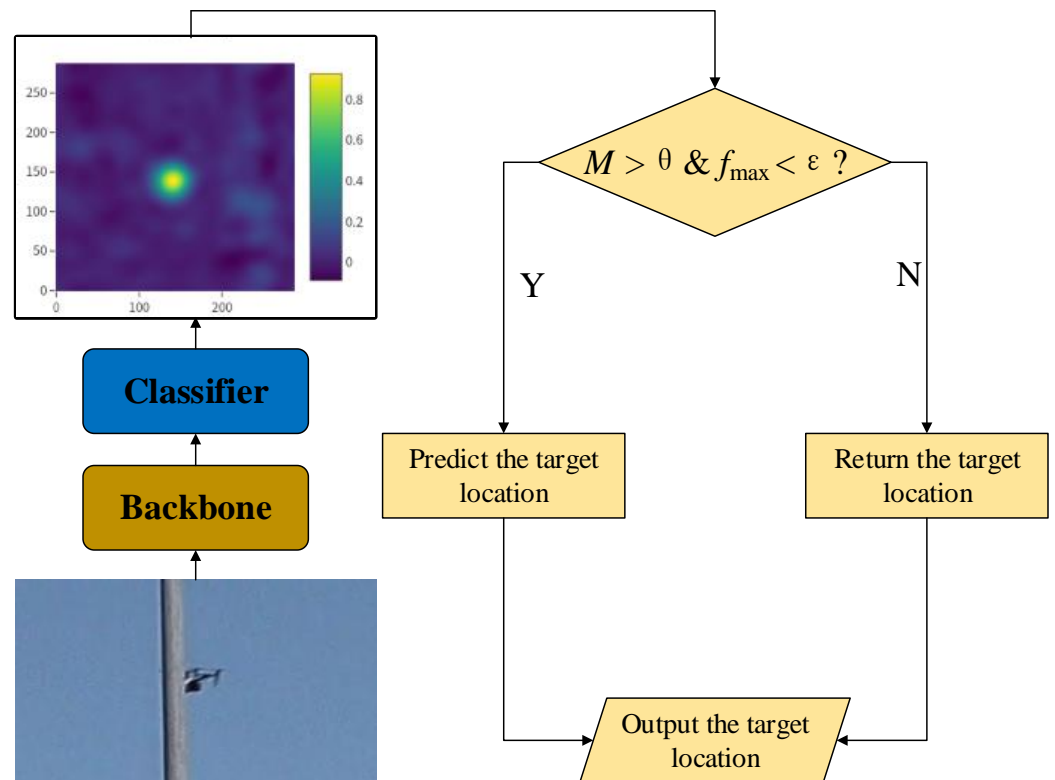 250
200
150
100
50
0
0
100
200
0.8
0.6
0.4
0.2
0
Classifier
Backbone
M > θ & fmax < ε ?
Y
N
Predict the target
location
Return the target
location
Output the target
location